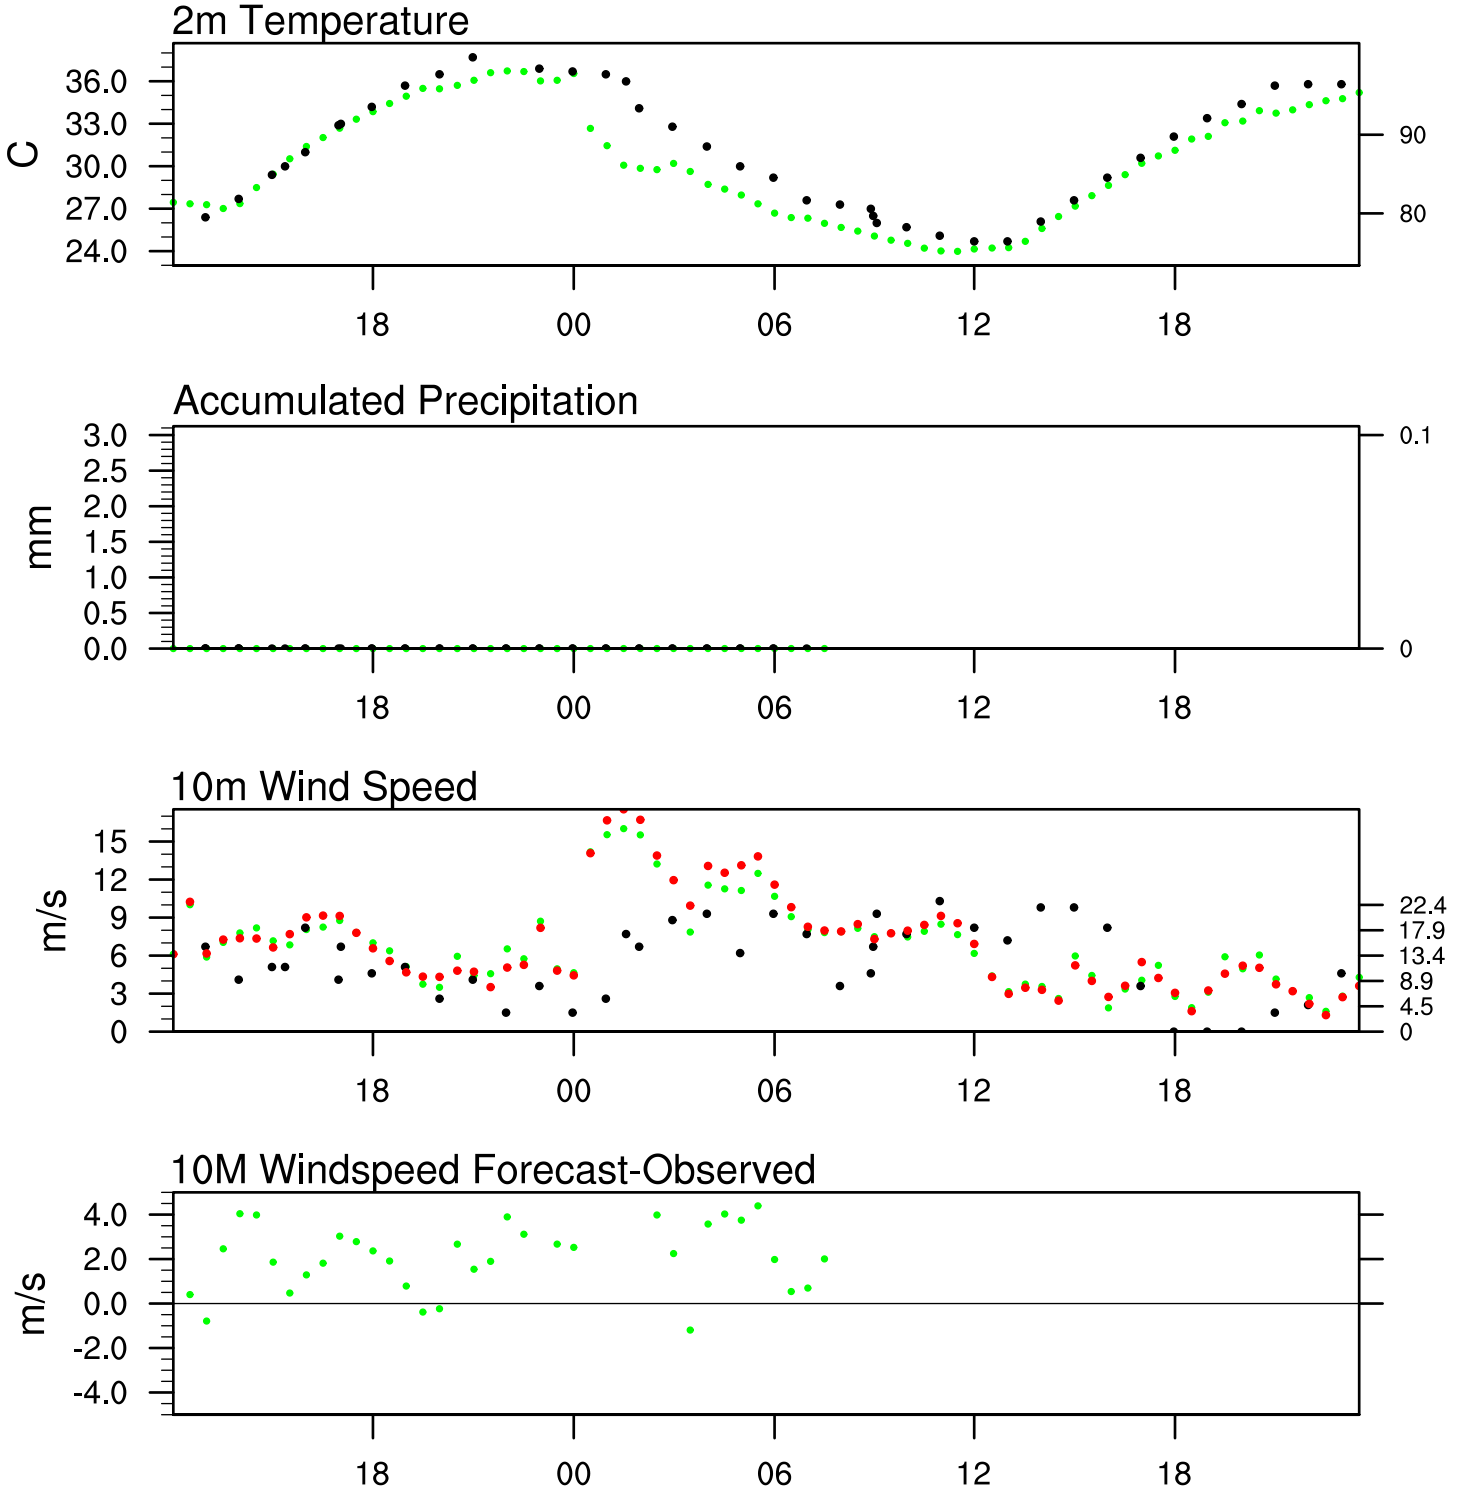 2m Temperature
36.0
33.0
30.0
27.0
24.0
C
90
80
18 00 06 12 18
Accumulated Precipitation
3.0
2.5
2.0
1.5
1.0
0.5
0.0
mm
0.1
0
18 00 06 12 18
10m Wind Speed
15
12
9
6
3
0
m/s
22.4
17.9
13.4
8.9
4.5
0
18 00 06 12 18
10M Windspeed Forecast-Observed
4.0
2.0
0.0
-2.0
-4.0
m/s
18 00 06 12 18